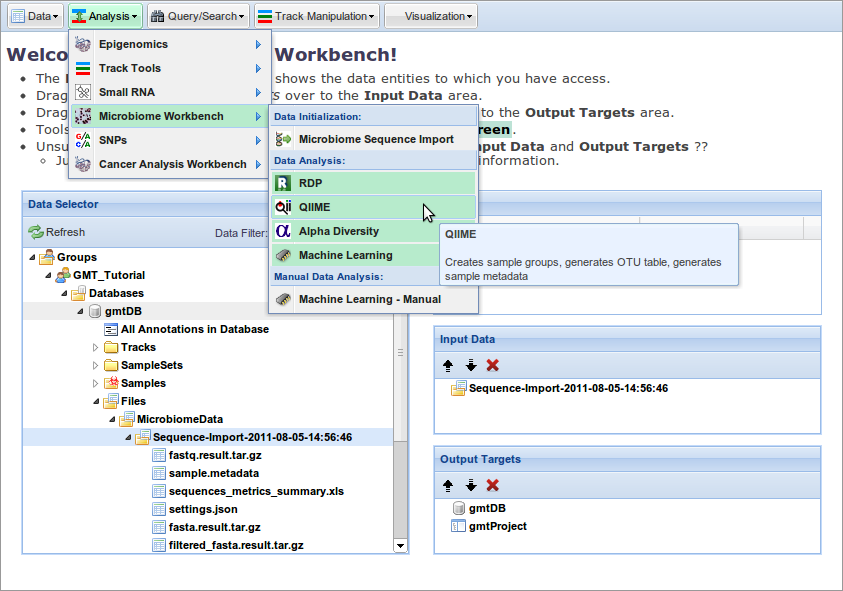 Data Analysis Query/Search Track Manipulation Visualization
Workbench!
The
shows the data entities to which you have access.
Drag
over to the Input Data area.
Drag
to the Output Targets area.
Tools
Epigenomics
Track Tools
Small RNA
Microbiome Workbench
SNPs
Cancer Analysis Workbench
Data Initialization:
Microbiome Sequence Import
Data Analysis:
RDP
QIIME
Alpha Diversity
Machine Learning
Manual Data Analysis:
Machine Learning - Manual
and Output Targets ??
information.
QIIME
Creates sample groups, generates OTU table, generates
sample metadata
Data Selector
Refresh Data Filter:
Groups
GMT_Tutorial
Databases
gmtDB
All Annotations in Database
Tracks
SampleSets
Samples
Files
MicrobiomeData
Sequence-Import-2011-08-05-14:56:46
fastq.result.tar.gz
sample.metadata
sequences_metrics_summary.xls
settings.json
fasta.result.tar.gz
filtered_fasta.result.tar.gz
Input Data
Sequence-Import-2011-08-05-14:56:46
Output Targets
gmtDB
gmtProject